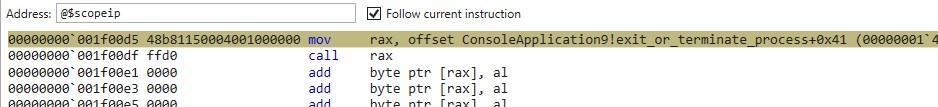 Address: @$scopeip Follow current instruction
00000000`001f00d5 48b81150004001000000 mov rax, offset ConsoleApplication9!exit_or_terminate_process+0x41 (00000001`4
00000000`001f00df ffd0 call rax
00000000`001f00e1 0000 add byte ptr [rax], al
00000000`001f00e3 0000 add byte ptr [rax], al
00000000`001f00e5 0000 add byte ptr [rax], al